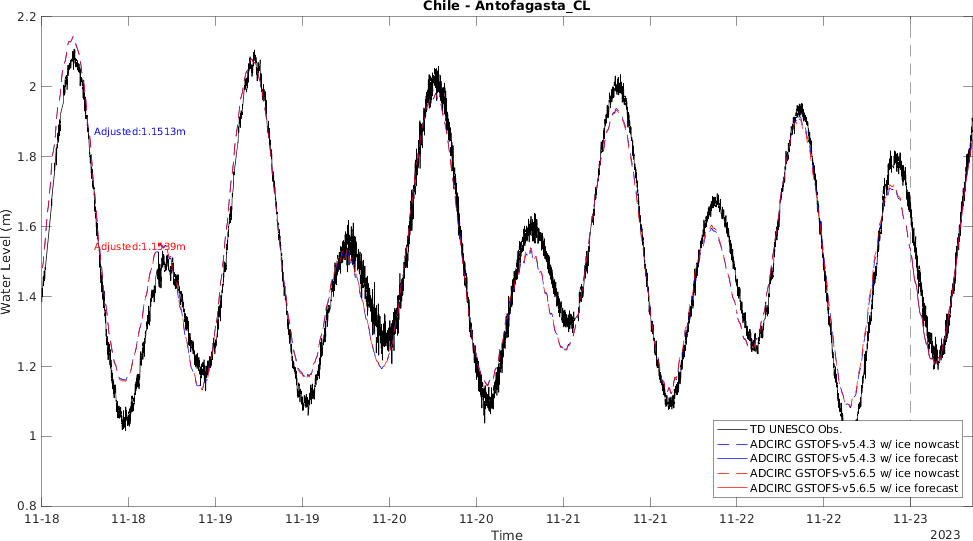 Chile - Antofagasta_CL
2.2
2
1.8
1.6
1.4
1.2
1
0.8
Water Level (m)
Adjusted:1.1513m
Adjusted:1.1539m
TD UNESCO Obs.
ADCIRC GSTOFS-v5.4.3 w/ ice nowcast
ADCIRC GSTOFS-v5.4.3 w/ ice forecast
ADCIRC GSTOFS-v5.6.5 w/ ice nowcast
ADCIRC GSTOFS-v5.6.5 w/ ice forecast
11-18 11-18 11-19 11-19 11-20 11-20 11-21 11-21 11-22 11-22 11-23
Time
2023